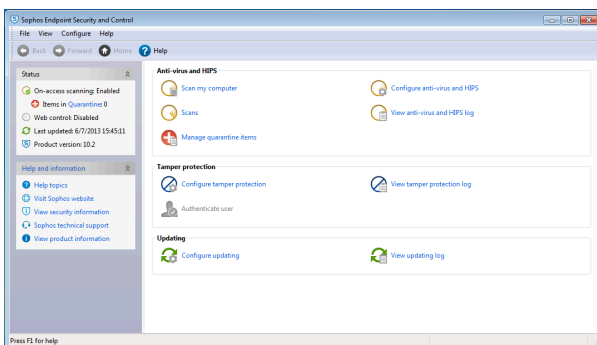 Sophos Endpoint Security and Control
File View Configure Help
Back Forward Home Help
Status
On-access scanning: Enabled
Items in Quarantine: 0
Web control: Disabled
Last updated: 6/7/2013 15:45:11
Product version: 10.2
Help and information
Help topics
Visit Sophos website
View security information
Sophos technical support
View product information
Anti-virus and HIPS
Scan my computer
Configure anti-virus and HIPS
Scans
View anti-virus and HIPS log
Manage quarantine items
Tamper protection
Configure tamper protection
View tamper protection log
Authenticate user
Updating
Configure updating
View updating log
Press F1 for help